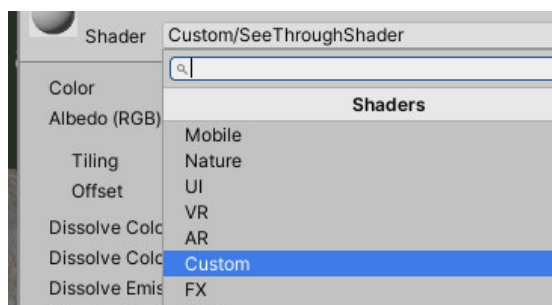 Shader Custom/SeeThroughShader
Shaders
Color
Albedo (RGB)
Tiling
Offset
Dissolve Colo
Dissolve Colo
Dissolve Emis
Mobile
Nature
UI
VR
AR
Custom
FX